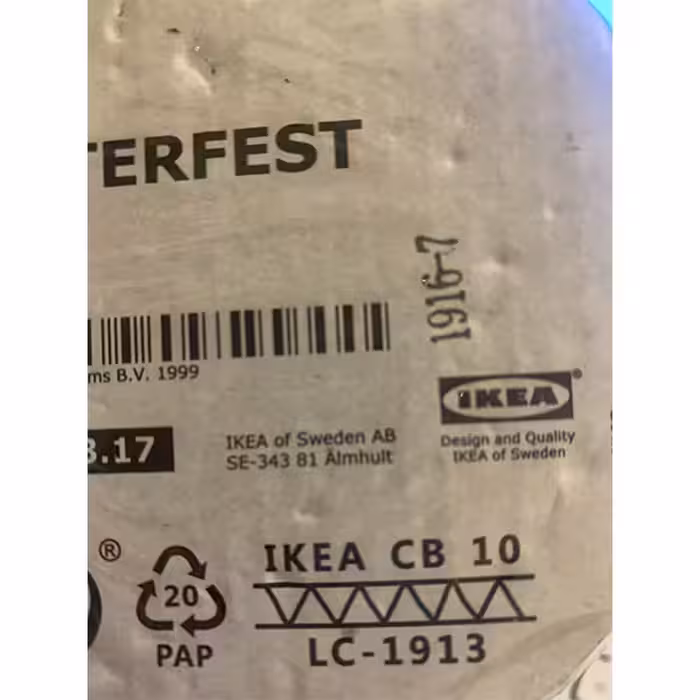 TERFEST
1916-7
ms B.V. 1999
IKEA®
3.17
IKEA of Sweden AB
SE-343 81 Älmhult
Design and Quality
IKEA of Sweden
®
20
PAP
IKEA CB 10
LC-1913